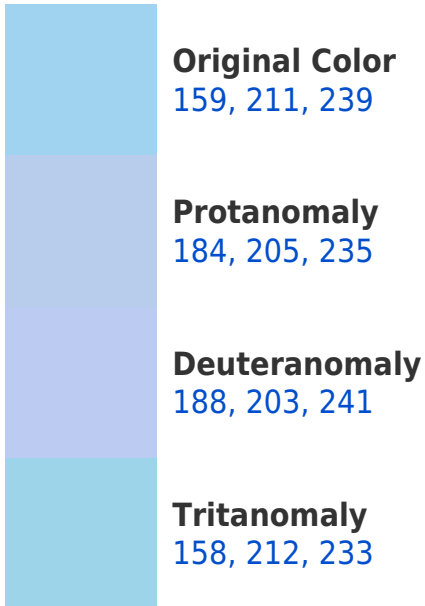 Original Color
159, 211, 239
Protanomaly
184, 205, 235
Deuteranomaly
188, 203, 241
Tritanomaly
158, 212, 233